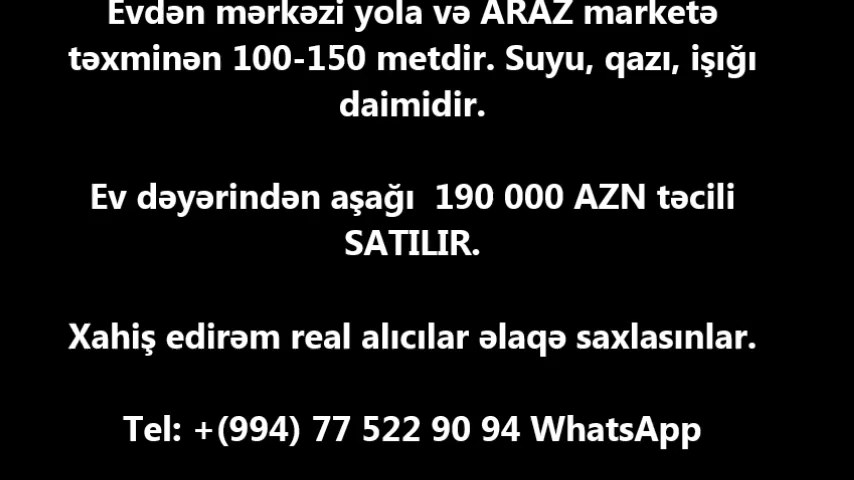 Evdən mərkəzi yola və ARAZ marketə
təxminən 100-150 metdir. Suyu, qazı, işığı
daimidir.
Ev dəyərindən aşağı 190 000 AZN təcili
SATILIR.
Xahiş edirəm real alıcılar əlaqə saxlasınlar.
Tel: +(994) 77 522 90 94 WhatsApp